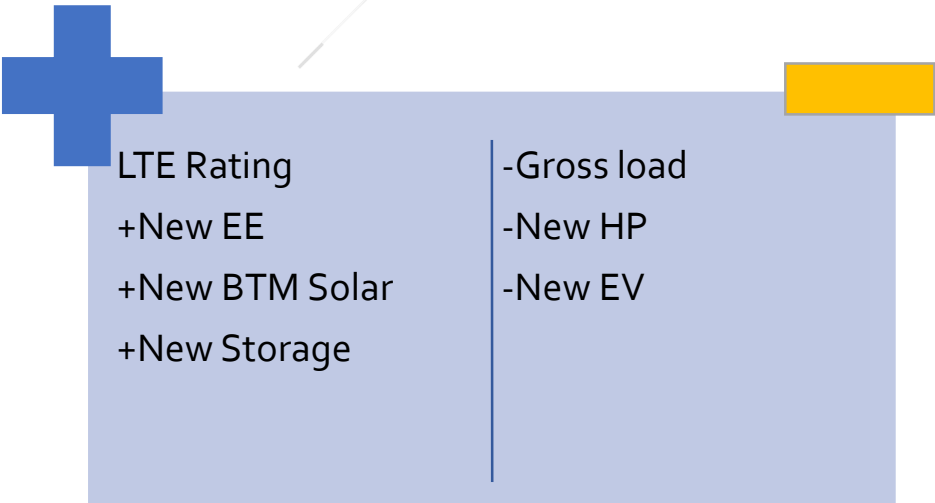 LTE Rating
+New EE
+New BTM Solar
+New Storage
-Gross load
-New HP
-New EV